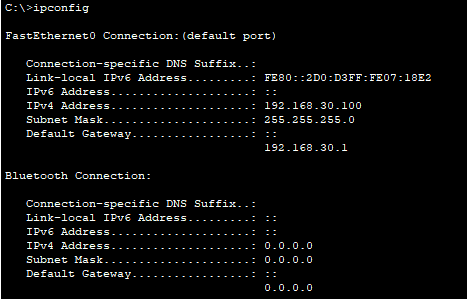 C:\>ipconfig
FastEthernet0 Connection:(default port)
Connection-specific DNS Suffix..:
Link-local IPv6 Address.........: FE80::2D0:D3FF:FE07:18E2
IPv6 Address....................: ::
IPv4 Address....................: 192.168.30.100
Subnet Mask.....................: 255.255.255.0
Default Gateway.................: ::
192.168.30.1
Bluetooth Connection:
Connection-specific DNS Suffix..:
Link-local IPv6 Address.........: ::
IPv6 Address....................: ::
IPv4 Address....................: 0.0.0.0
Subnet Mask.....................: 0.0.0.0
Default Gateway.................: ::
0.0.0.0